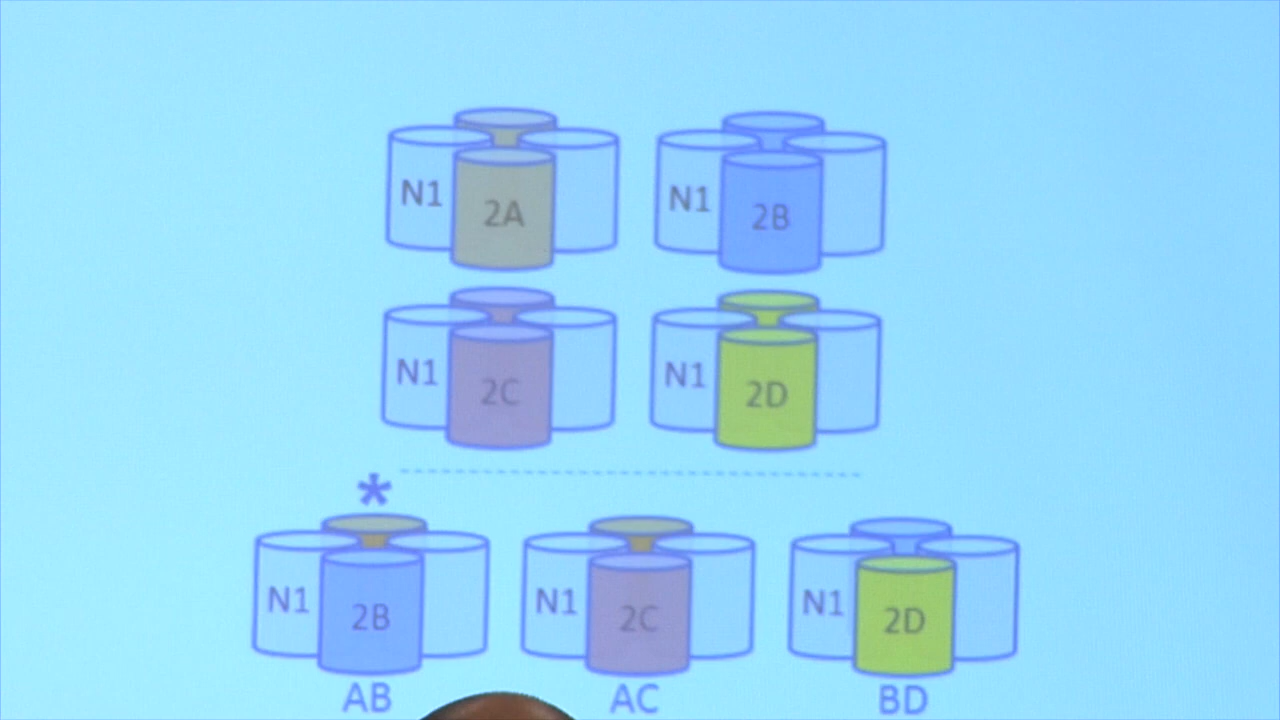 N1 2A N1 2B
N1 2C N1 2D
*
N1 2B N1 2C N1 2D
AB AC BD